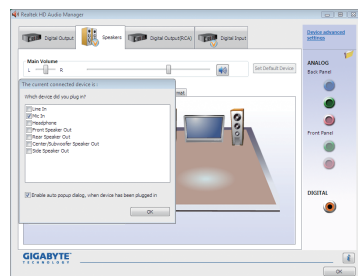 Realtek HD Audio Manager
Digital Output
Speakers
Digital Output(RCA)
Digital Input
Device advanced
settings
Main Volume
L
R
Set Default Device
ANALOG
Back Panel
The current connected device is :
Which device did you plug in?
mat
Line In
Mic In
Headphone
Front Speaker Out
Rear Speaker Out
Center/Subwoofer Speaker Out
Side Speaker Out
Front Panel
Enable auto popup dialog, when device has been plugged in
OK
DIGITAL
GIGABYTE
TECHNOLOGY
i
OK